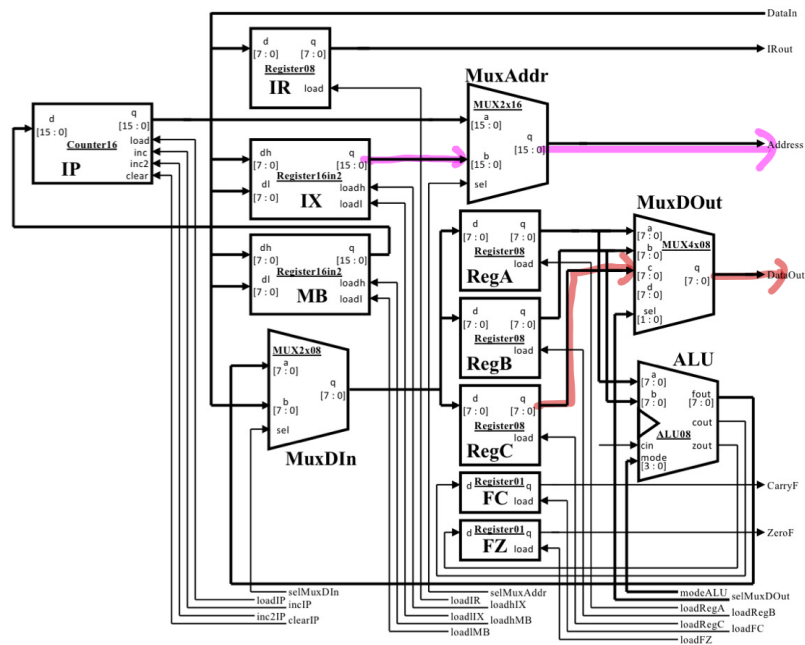 DataIn
d
[7 : 0]
q
[7 : 0]
Register08
IR
load
IRout
MuxAddr
MUX2x16
a
[15 : 0]
b
[15 : 0]
sel
q
[15 : 0]
Address
d
[15 : 0]
q
[15 : 0]
Counter16
IP
load
inc
inc2
clear
dh
[7 : 0]
q
[15 : 0]
Register16in2
dl
[7 : 0]
IX
loadh
loadl
dh
[7 : 0]
q
[15 : 0]
Register16in2
dl
[7 : 0]
MB
loadh
loadl
MUX2x08
a
[7 : 0]
b
[7 : 0]
sel
q
[7 : 0]
MuxDIn
d
[7 : 0]
q
[7 : 0]
Register08
load
RegA
d
[7 : 0]
q
[7 : 0]
Register08
load
RegB
d
[7 : 0]
q
[7 : 0]
Register08
load
RegC
MuxDOut
a
[7 : 0]
MUX4x08
b
[7 : 0]
c
[7 : 0]
d
[7 : 0]
sel
[1 : 0]
q
[7 : 0]
DataOut
ALU
a
[7 : 0]
b
[7 : 0]
fout
[7 : 0]
cout
ALU08
cin
zout
mode
[3 : 0]
d Register01 q
FC
load
CarryF
d Register01 q
FZ
load
ZeroF
selMuxDIn
loadIP
incIP
inc2IP
clearIP
selMuxAddr
loadIR
loadhIX
loadlIX
loadhMB
loadlMB
modeALU
selMuxDOut
loadRegA
loadRegB
loadRegC
loadFC
loadFZ